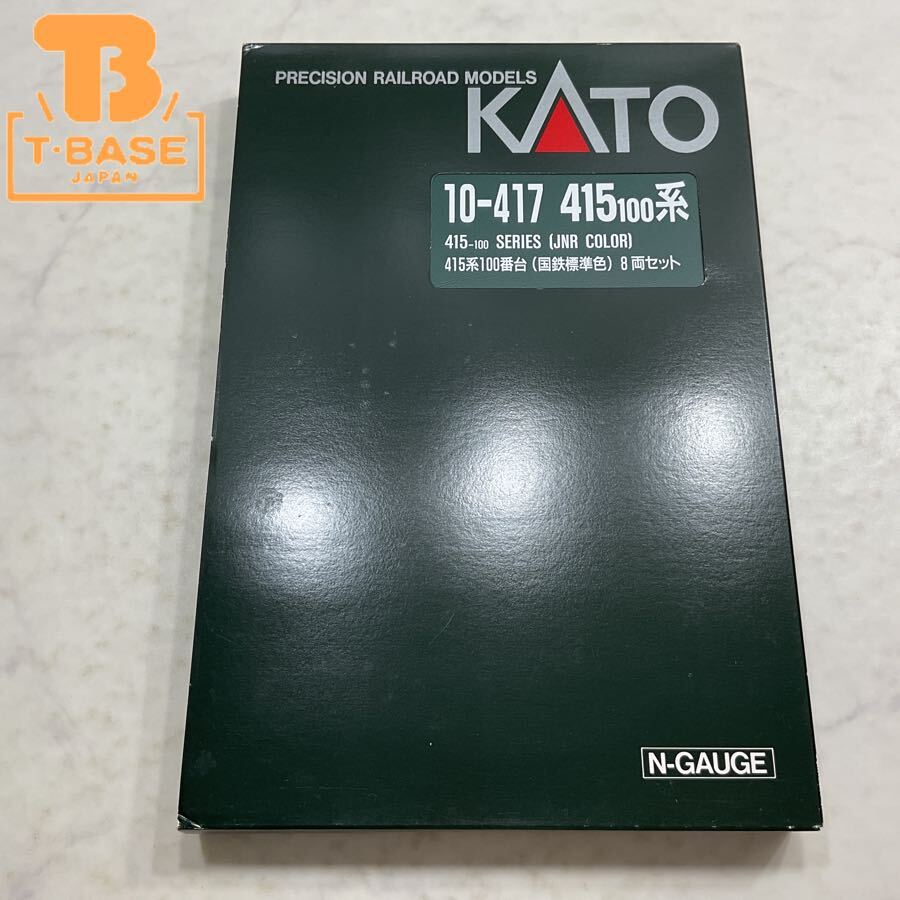 B
T·BASE
JAPAN
PRECISION RAILROAD MODELS
KATO
10-417 415100系
415-100 SERIES (JNR COLOR)
415系100番台(国鉄標準色) 8両セット
N-GAUGE